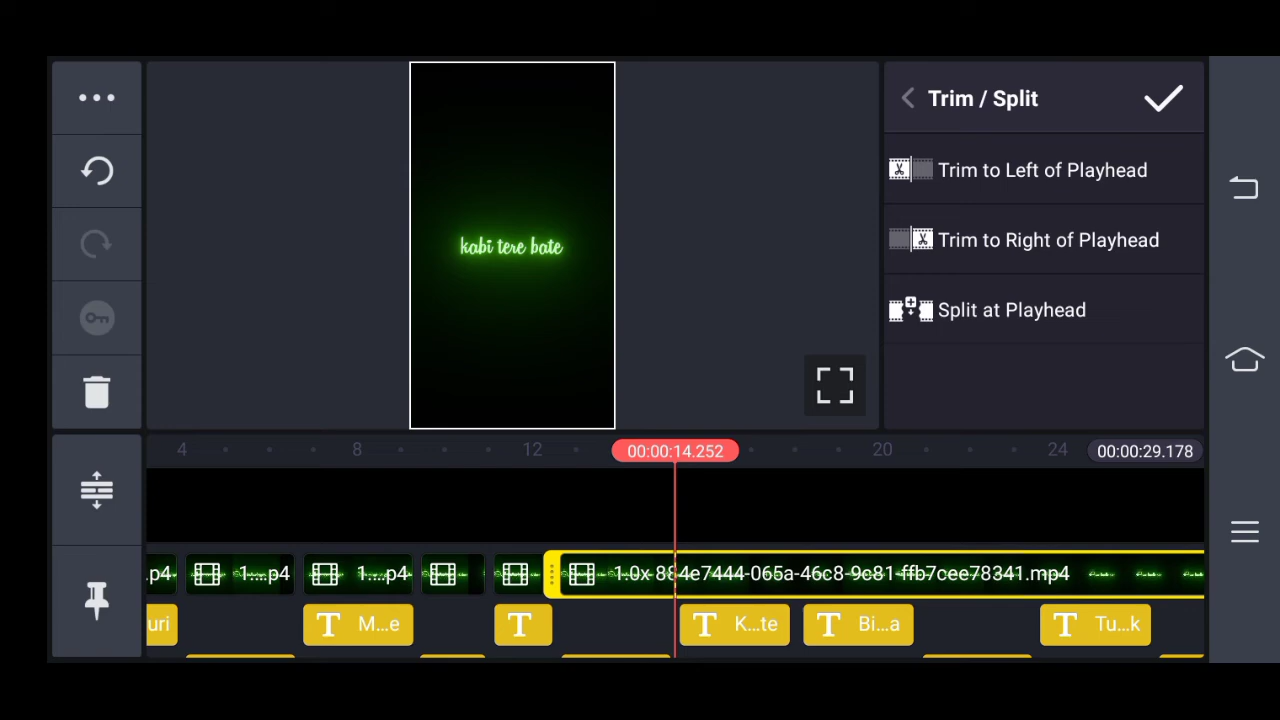 Trim / Split
Trim to Left of Playhead
Trim to Right of Playhead
Split at Playhead
kabi tere bate
4 8 12 00:00:14.252 20 24 00:00:29.178
.p4 1....p4 1...p4 1.0x 8f34e7444-065a-46c8-9c81-ffb7cee78341.mp4
uri T M...e T T K...te T Bi...a T Tu...k